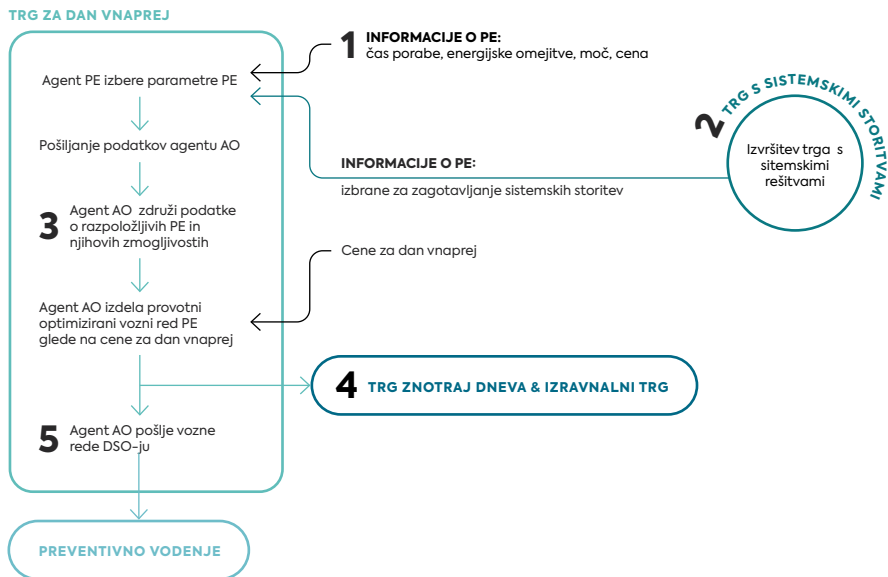 TRG ZA DAN VNAPREJ
1 INFORMACIJE O PE:
čas porabe, energijske omejitve, moč, cena
Agent PE izbere parametre PE
2 TRG S SISTEMSKIMI STORITVAMI
Izvršitev trga s
sitemskimi
rešitvami
Pošiljanje podatkov agentu AO
INFORMACIJE O PE:
izbrane za zagotavljanje sistemskih storitev
3 Agent AO združi podatke
o razpoložljivih PE in
njihovih zmogljivostih
Cene za dan vnaprej
Agent AO izdela provotni
optimizirani vozni red PE
glede na cene za dan vnaprej
4 TRG ZNOTRAJ DNEVA & IZRAVNALNI TRG
5 Agent AO pošlje vozne
rede DSO-ju
PREVENTIVNO VODENJE